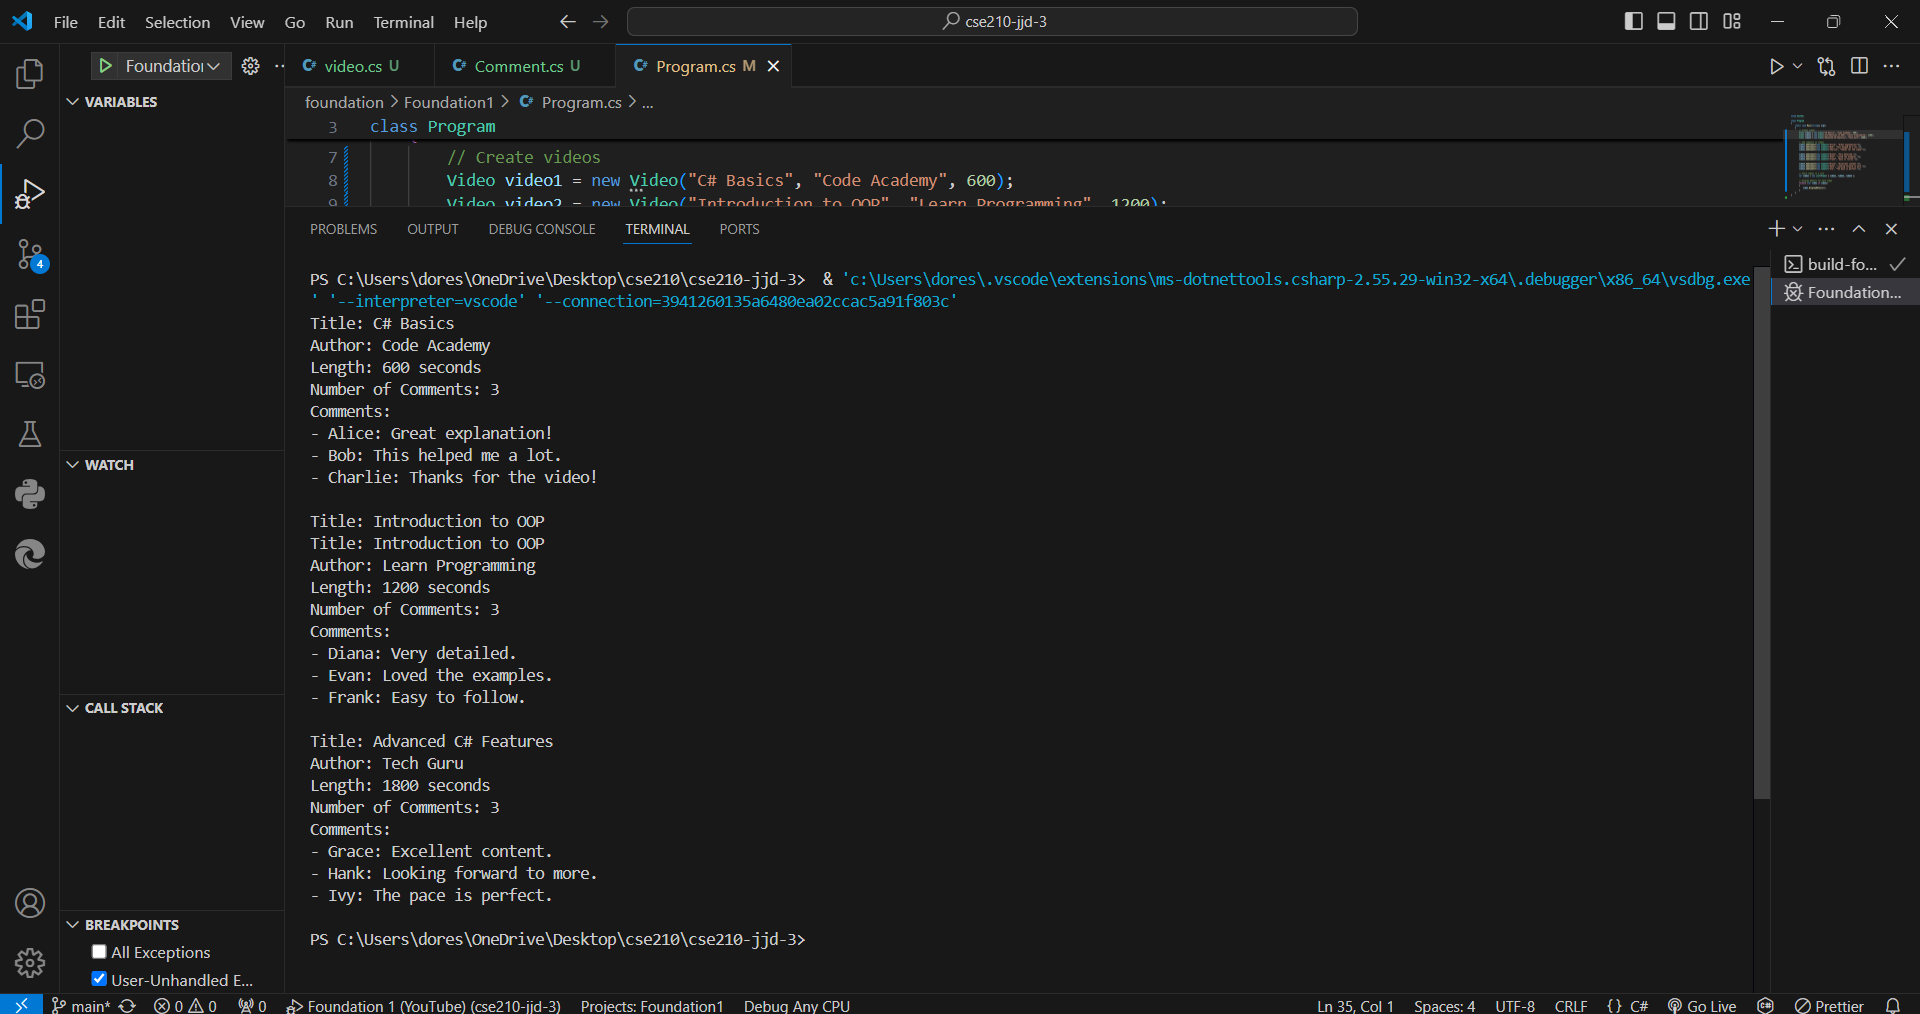 File Edit Selection View Go Run Terminal Help
cse210-jjd-3
Foundation
video.cs U
Comment.cs U
Program.cs M
foundation > Foundation1 > Program.cs > ...
3 class Program
7 // Create videos
8 Video video1 = new Video("C# Basics", "Code Academy", 600);
9 Video video2 = new Video("Introduction to OOP", "Learn Programming", 1200);
VARIABLES
WATCH
CALL STACK
BREAKPOINTS
All Exceptions
User-Unhandled E...
4
PROBLEMS OUTPUT DEBUG CONSOLE TERMINAL PORTS
build-fo...
Foundation...
PS C:\Users\dores\OneDrive\Desktop\cse210\cse210-jjd-3> & 'c:\Users\dores\.vscode\extensions\ms-dotnettools.csharp-2.55.29-win32-x64\.debugger\x86_64\vsdbg.exe
' '--interpreter=vscode' '--connection=3941260135a6480ea02ccac5a91f803c'
Title: C# Basics
Author: Code Academy
Length: 600 seconds
Number of Comments: 3
Comments:
- Alice: Great explanation!
- Bob: This helped me a lot.
- Charlie: Thanks for the video!
Title: Introduction to OOP
Title: Introduction to OOP
Author: Learn Programming
Length: 1200 seconds
Number of Comments: 3
Comments:
- Diana: Very detailed.
- Evan: Loved the examples.
- Frank: Easy to follow.
Title: Advanced C# Features
Author: Tech Guru
Length: 1800 seconds
Number of Comments: 3
Comments:
- Grace: Excellent content.
- Hank: Looking forward to more.
- Ivy: The pace is perfect.
PS C:\Users\dores\OneDrive\Desktop\cse210\cse210-jjd-3>
main* 0 0 0 Foundation 1 (YouTube) (cse210-jjd-3) Projects: Foundation1 Debug Any CPU Ln 35, Col 1 Spaces: 4 UTF-8 CRLF {} C# Go Live Prettier